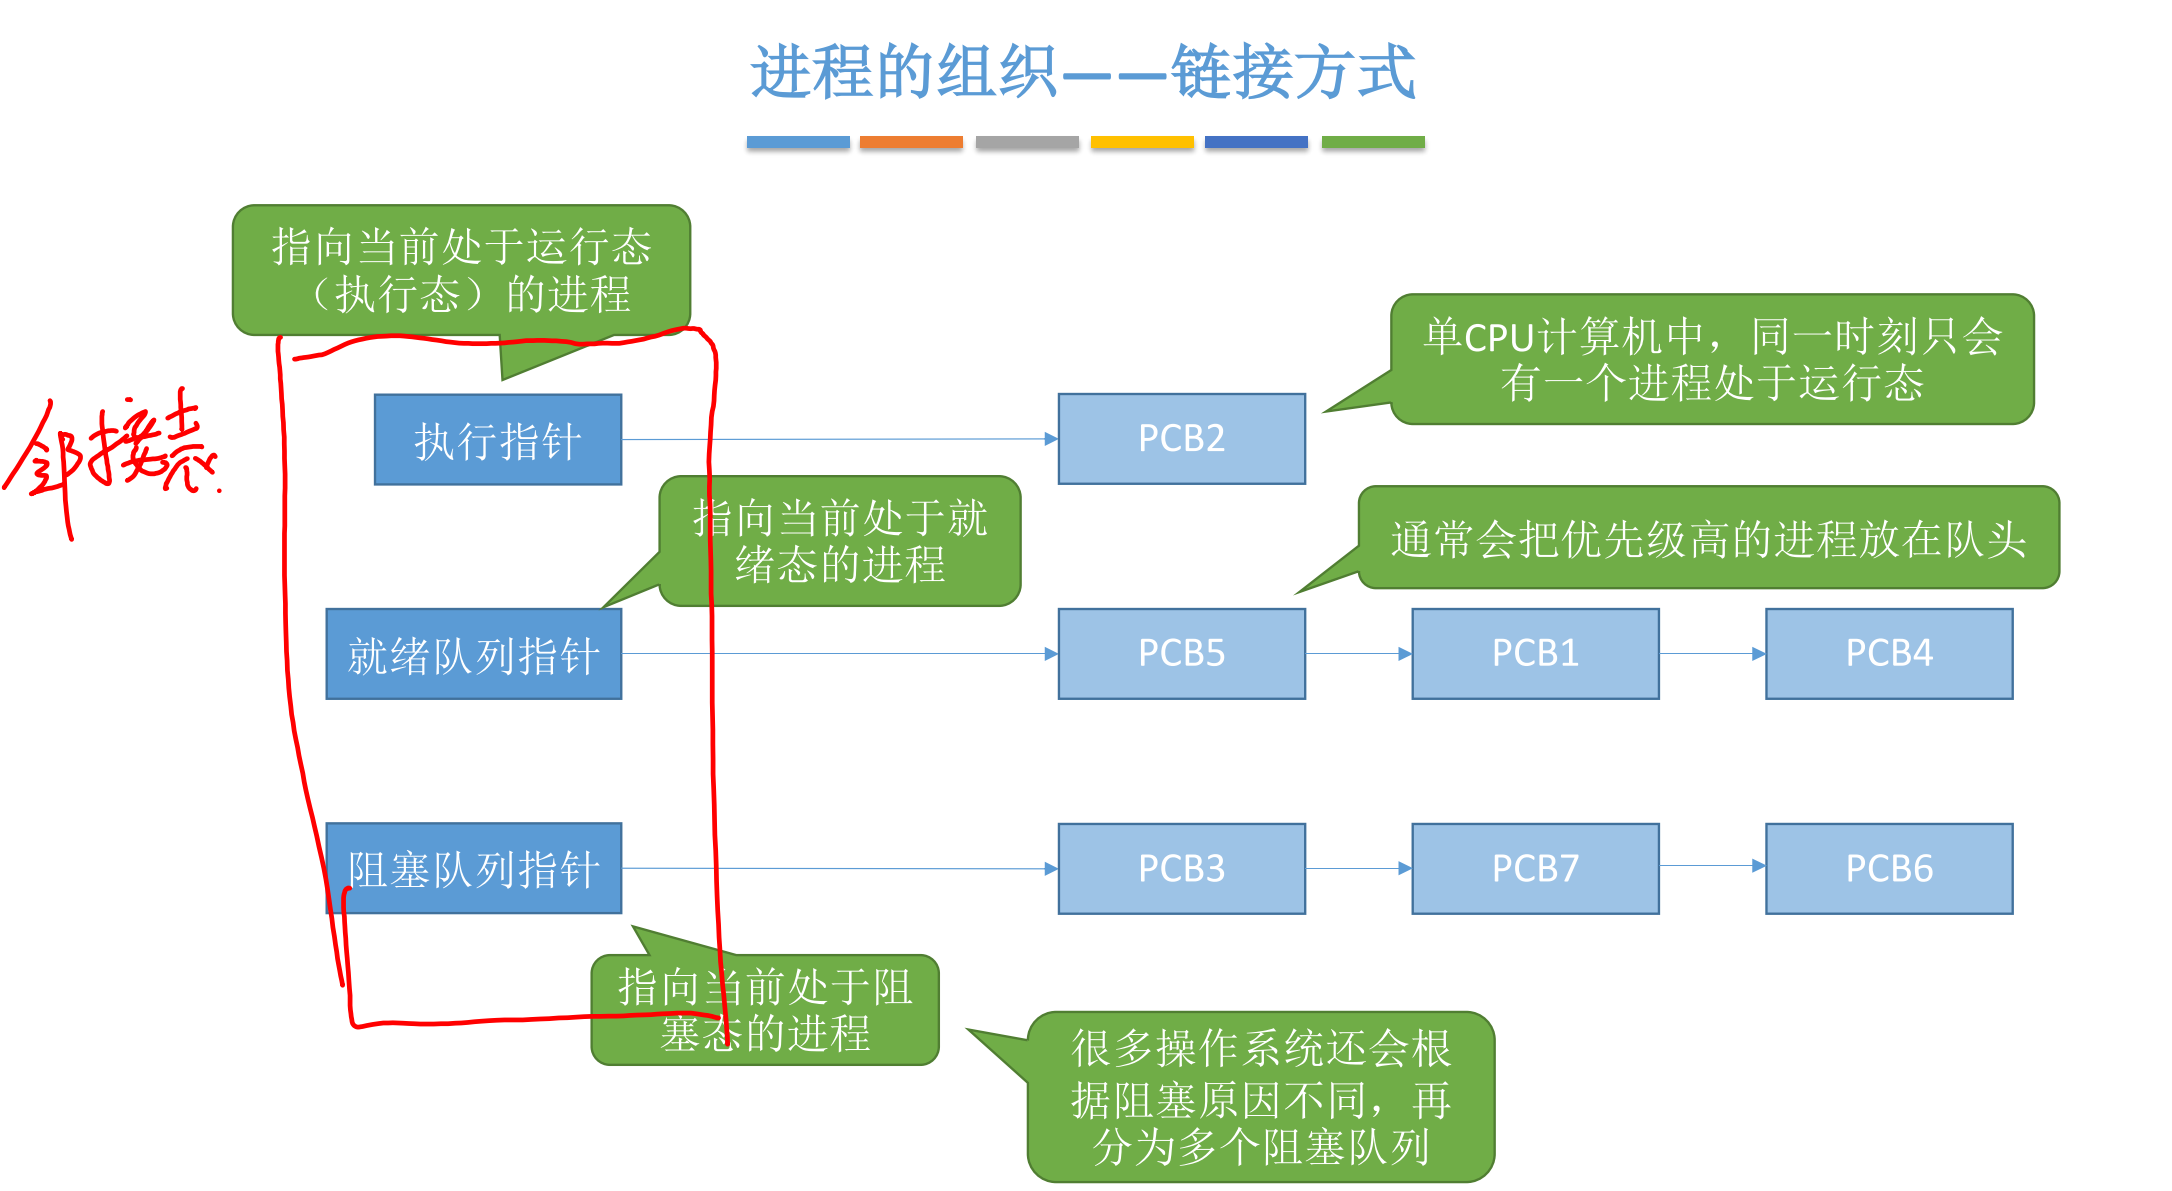 进程的组织——链接方式
指向当前处于运行态
（执行态）的进程
单CPU计算机中，同一时刻只会
有一个进程处于运行态
邻接表.
执行指针
PCB2
指向当前处于就
绪态的进程
通常会把优先级高的进程放在队头
就绪队列指针
PCB5
PCB1
PCB4
阻塞队列指针
PCB3
PCB7
PCB6
指向当前处于阻
塞态的进程
很多操作系统还会根
据阻塞原因不同，再
分为多个阻塞队列